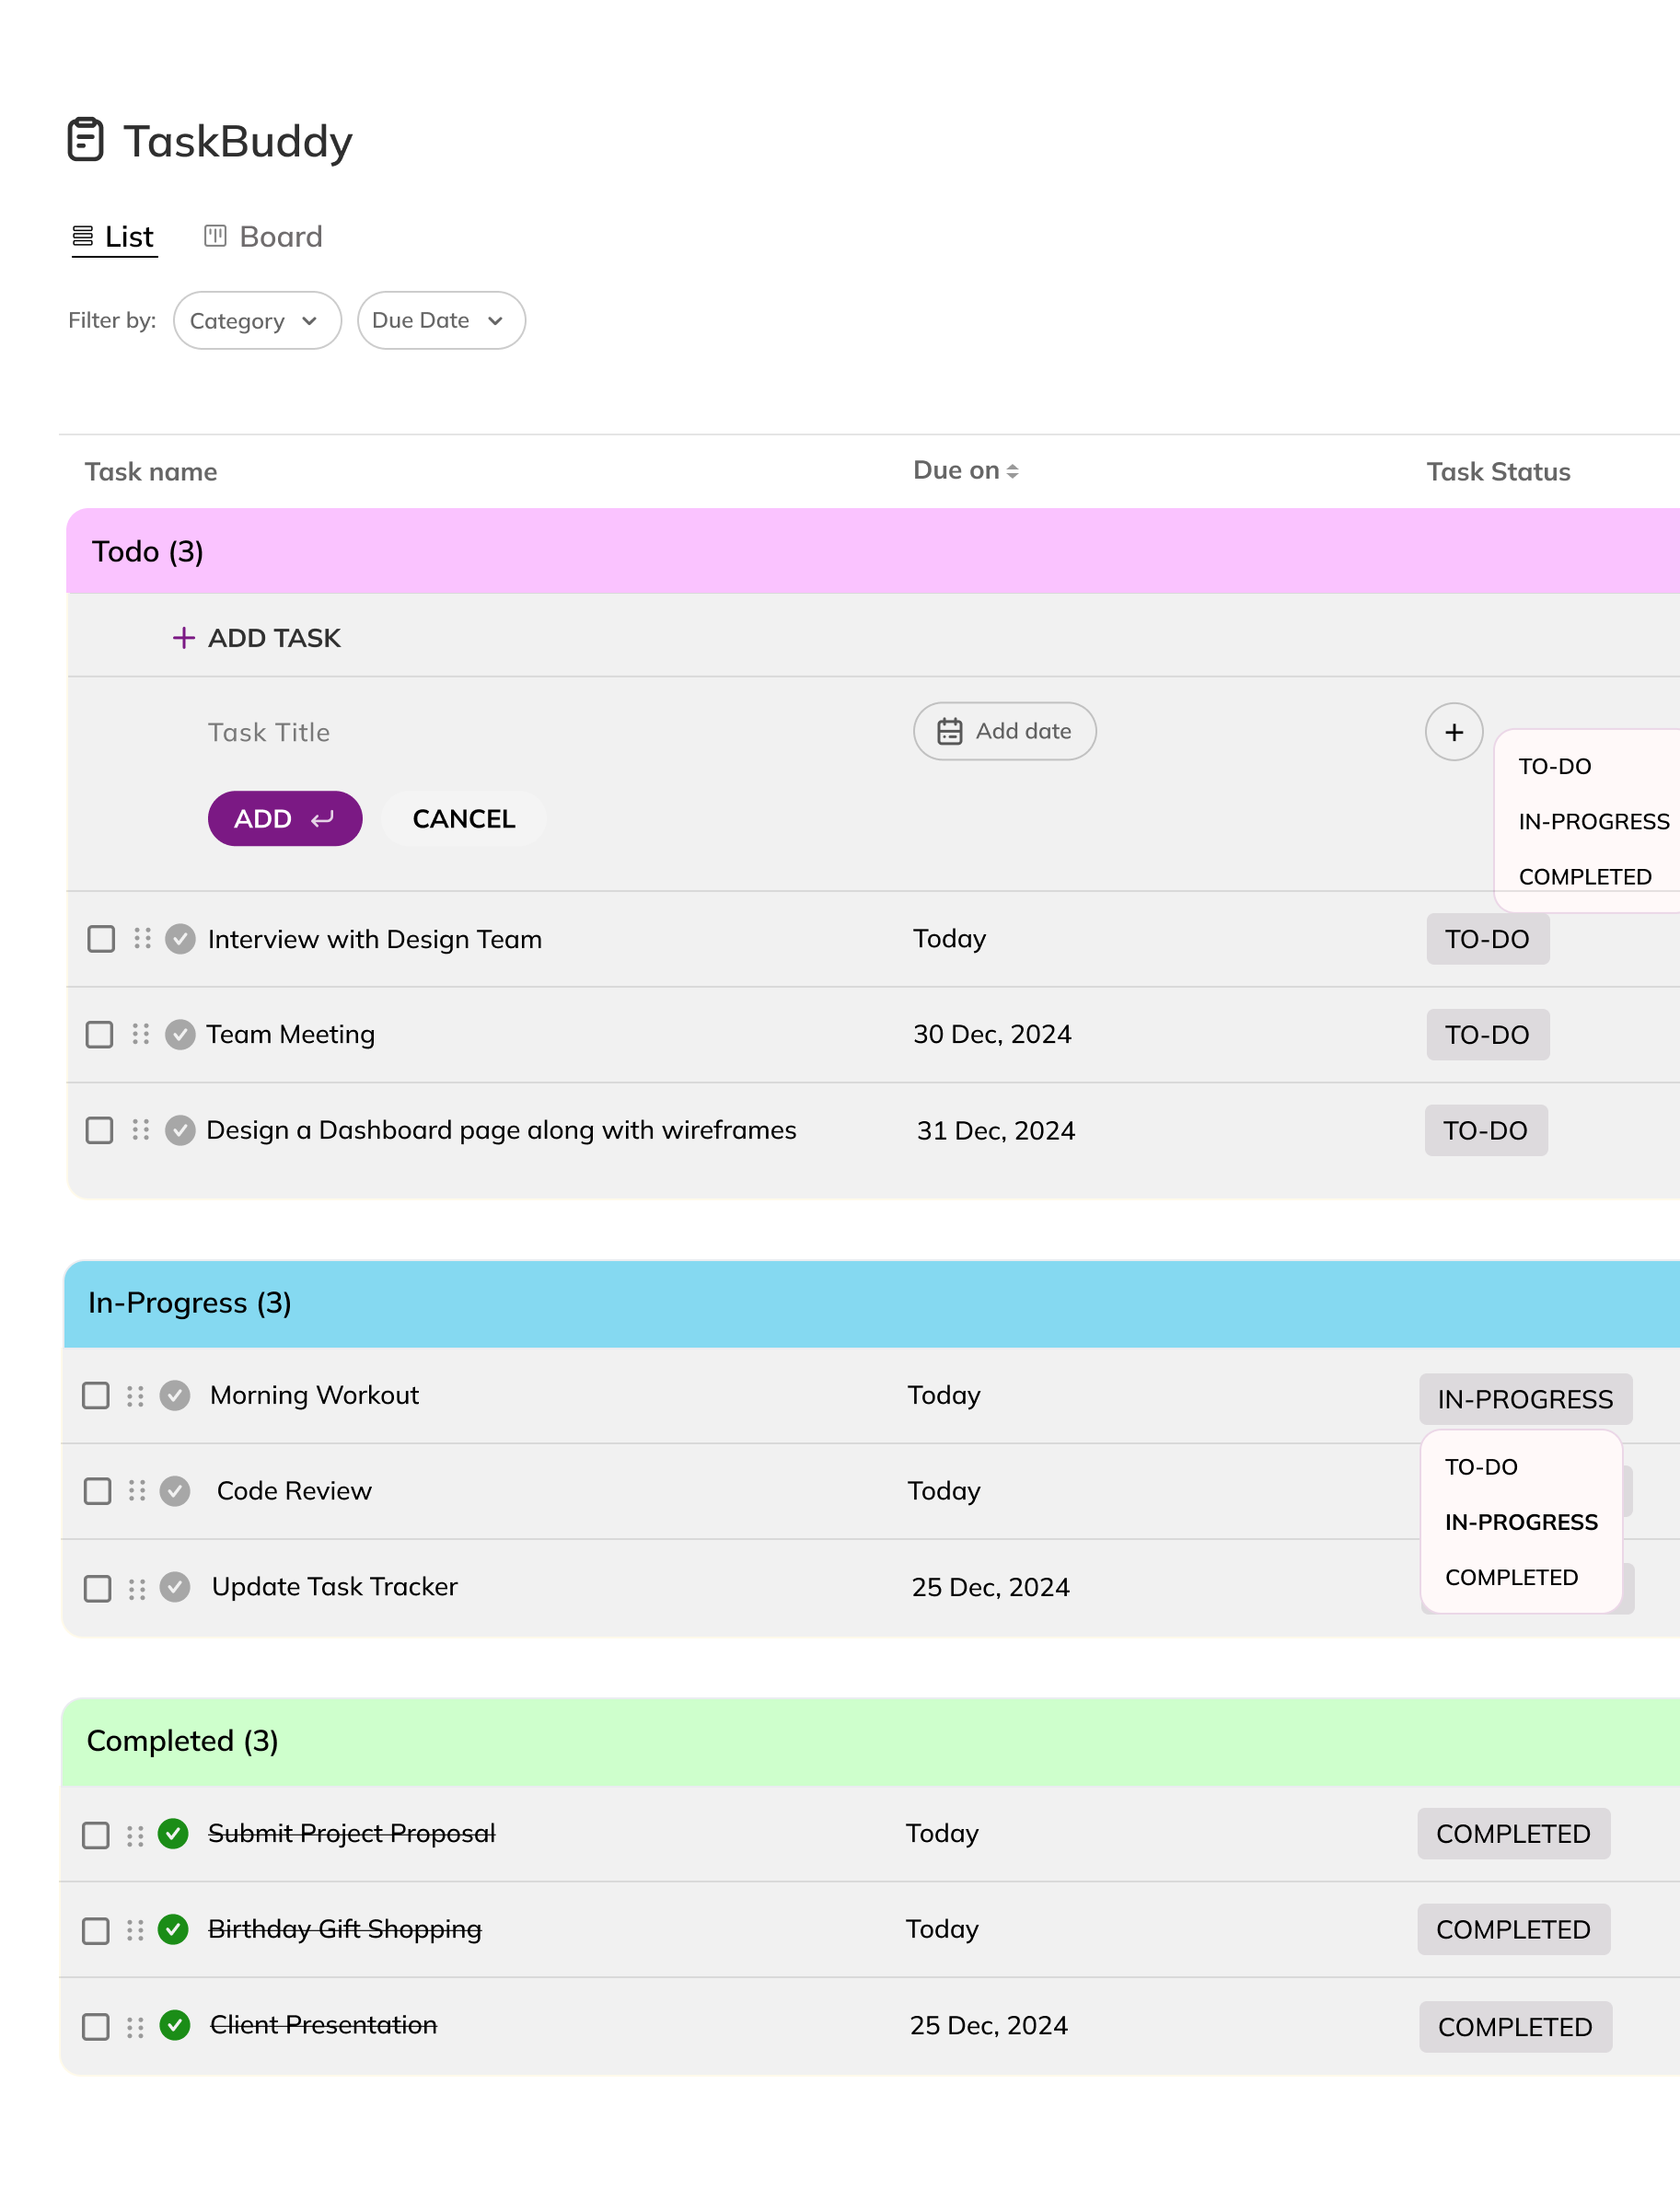 TaskBuddy
List Board
Filter by: Category Due Date
Task name Due on Task Status
Todo (3)
+ ADD TASK
Task Title Add date +
TO-DO
IN-PROGRESS
ADD CANCEL
COMPLETED
Interview with Design Team Today TO-DO
Team Meeting 30 Dec, 2024 TO-DO
Design a Dashboard page along with wireframes 31 Dec, 2024 TO-DO
In-Progress (3)
Morning Workout Today IN-PROGRESS
TO-DO
Code Review Today
IN-PROGRESS
COMPLETED
Update Task Tracker 25 Dec, 2024
Completed (3)
Submit Project Proposal Today COMPLETED
Birthday Gift Shopping Today COMPLETED
Client Presentation 25 Dec, 2024 COMPLETED